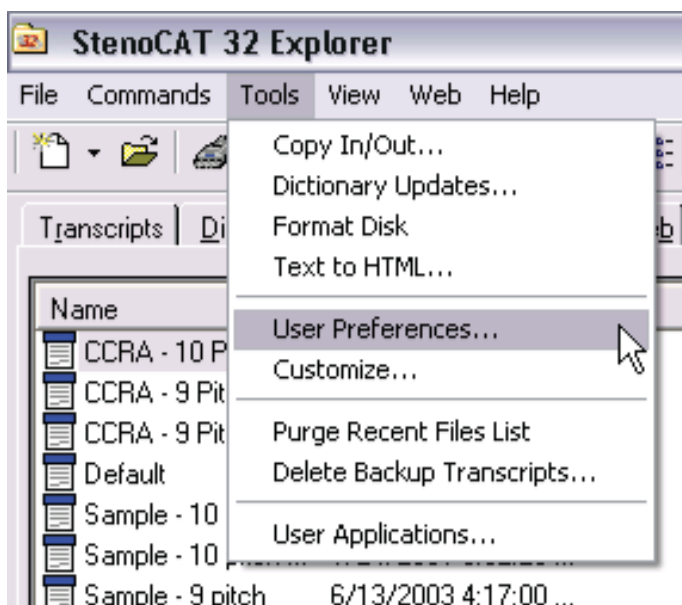 StenoCAT 32 Explorer
File Commands Tools View Web Help
Copy In/Out...
Dictionary Updates...
Format Disk
Text to HTML...
User Preferences...
Customize...
Purge Recent Files List
Delete Backup Transcripts...
User Applications...
Transcripts
Name
CCRA - 10 P
CCRA - 9 Pit
CCRA - 9 Pit
Default
Sample - 10
Sample - 10
Sample - 9 pitch 6/13/2003 4:17:00 ...